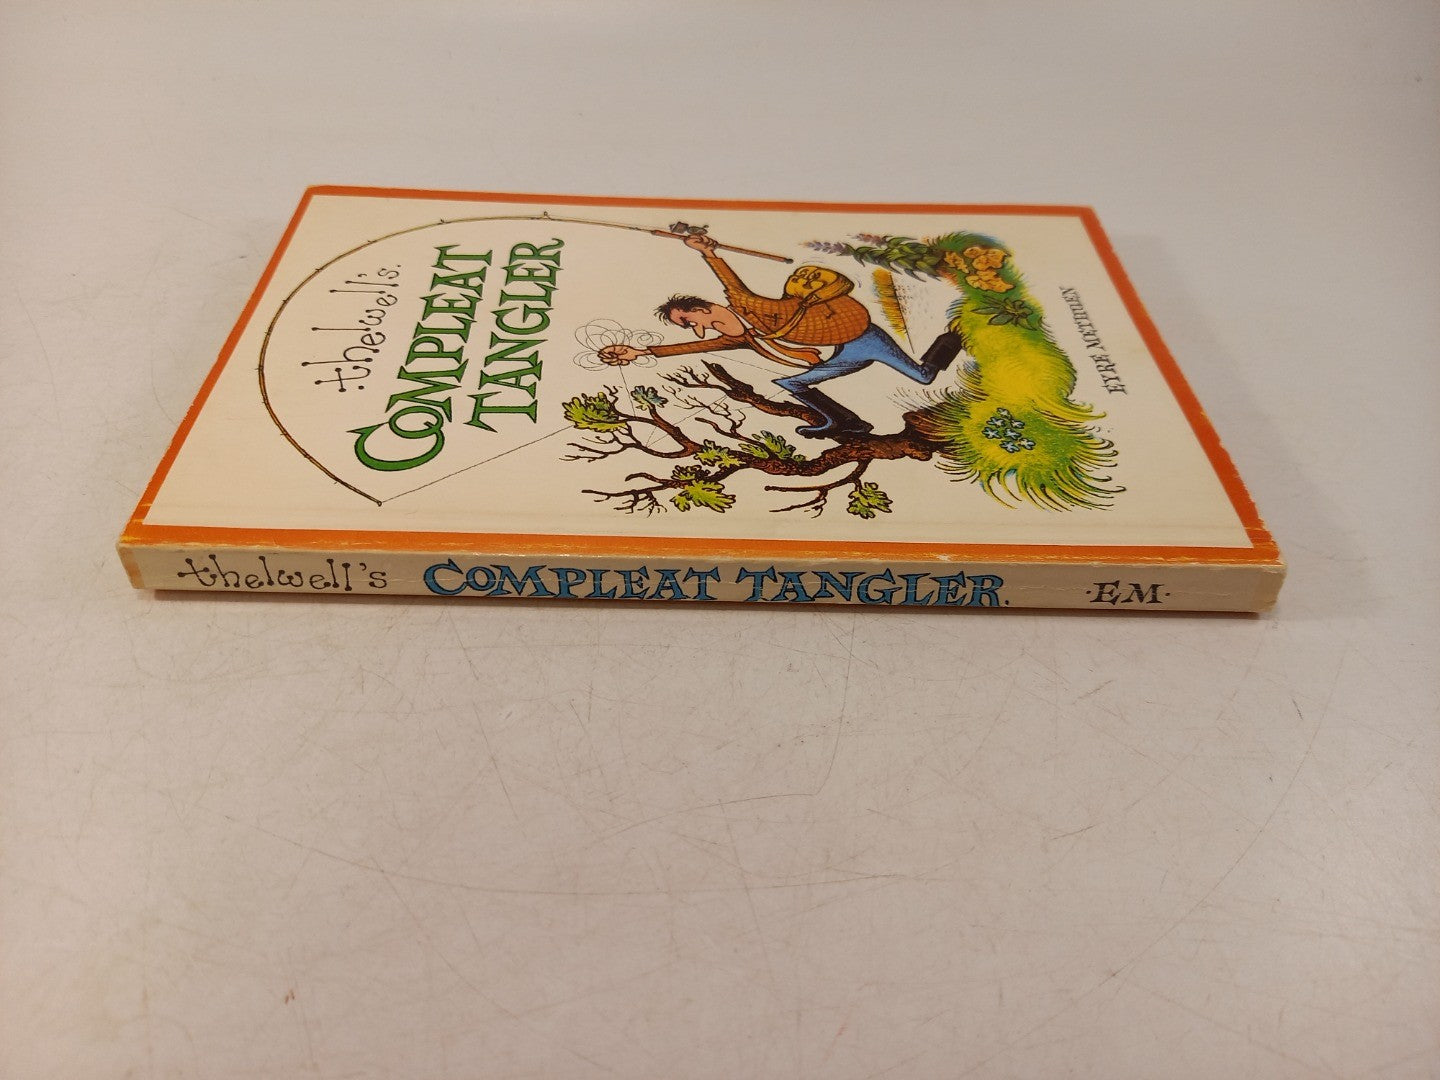 thelwell's.
COMPLEAT
TANGLER
EYRE METHUEN
thelwell's COMPLEAT TANGLER. ·EM·